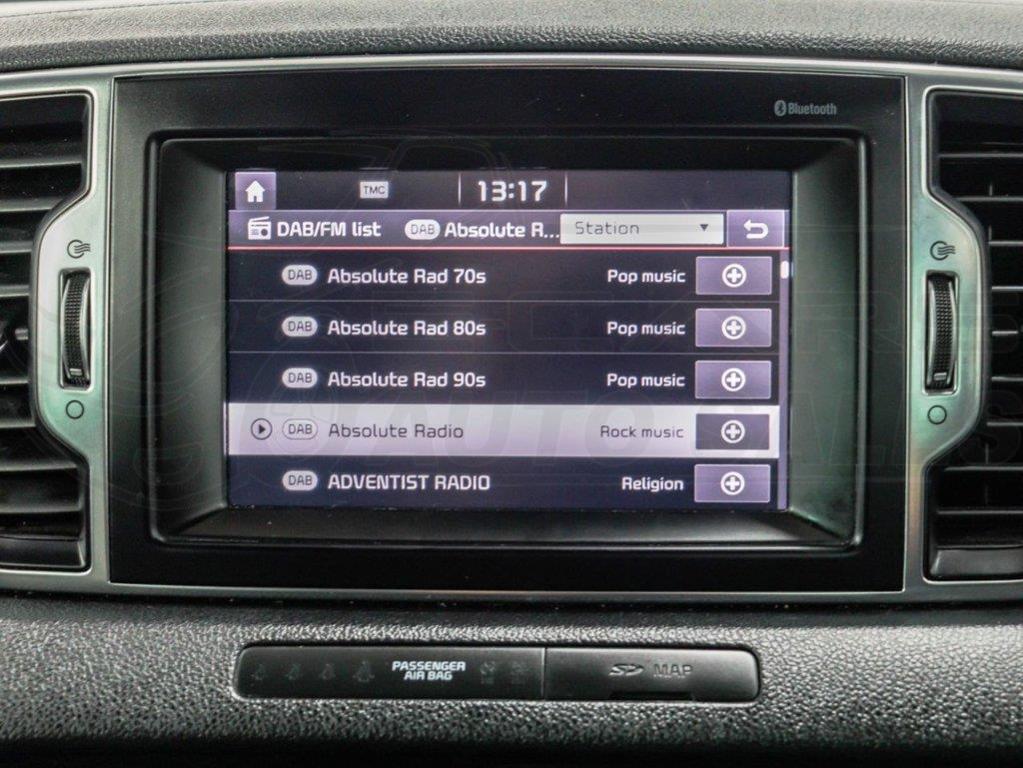 Bluetooth
TMC 13:17
DAB/FM list DAB Absolute R... Station
DAB Absolute Rad 70s Pop music
DAB Absolute Rad 80s Pop music
DAB Absolute Rad 90s Pop music
DAB Absolute Radio Rock music
DAB ADVENTIST RADIO Religion
PASSENGER
AIR BAG
SD MAP
AUTO